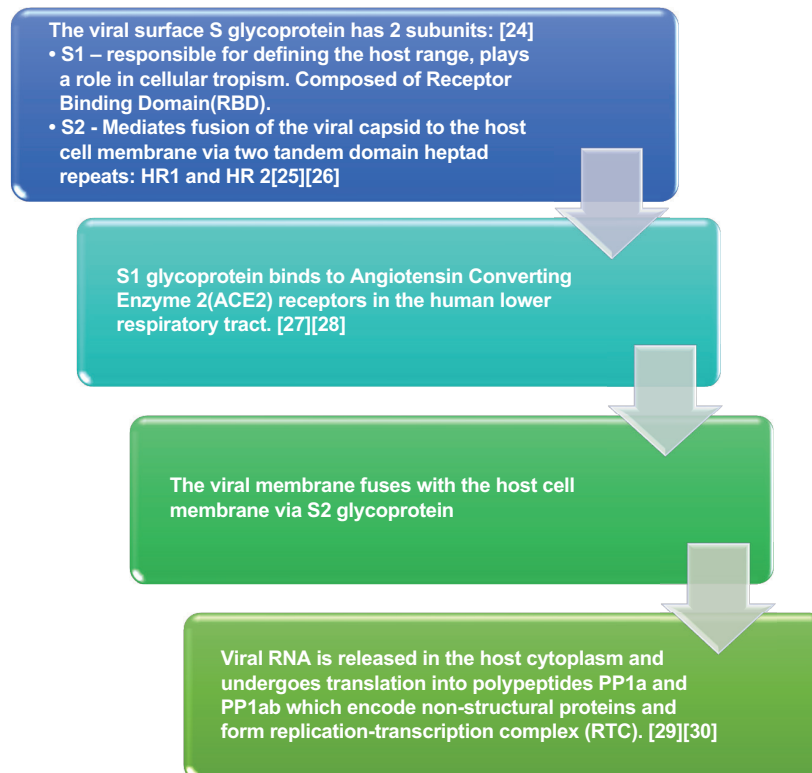 The viral surface S glycoprotein has 2 subunits: [24]
• S1 – responsible for defining the host range, plays
a role in cellular tropism. Composed of Receptor
Binding Domain(RBD).
• S2 - Mediates fusion of the viral capsid to the host
cell membrane via two tandem domain heptad
repeats: HR1 and HR 2[25][26]
S1 glycoprotein binds to Angiotensin Converting
Enzyme 2(ACE2) receptors in the human lower
respiratory tract. [27][28]
The viral membrane fuses with the host cell
membrane via S2 glycoprotein
Viral RNA is released in the host cytoplasm and
undergoes translation into polypeptides PP1a and
PP1ab which encode non-structural proteins and
form replication-transcription complex (RTC). [29][30]